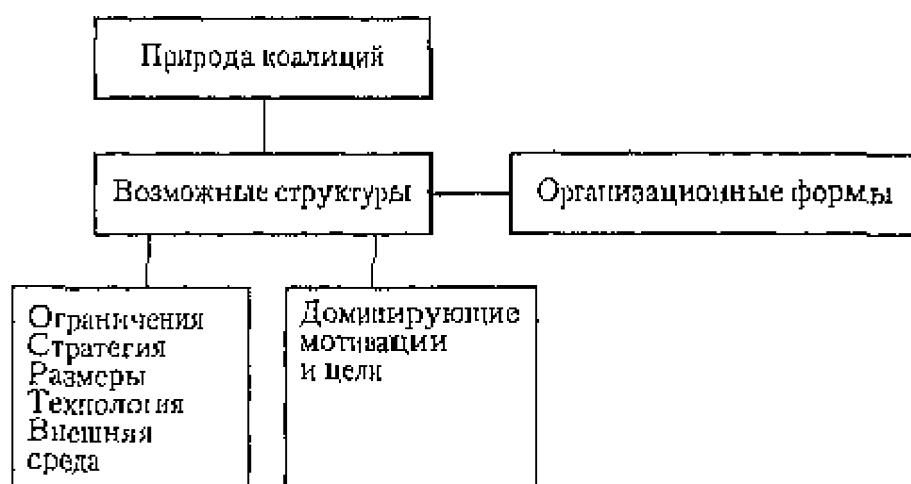 Природа коалиций
Возможные структуры
Организационные формы
Ограничения
Стратегия
Размеры
Технология
Внешняя
среда
Доминирующие
мотивации
и цели